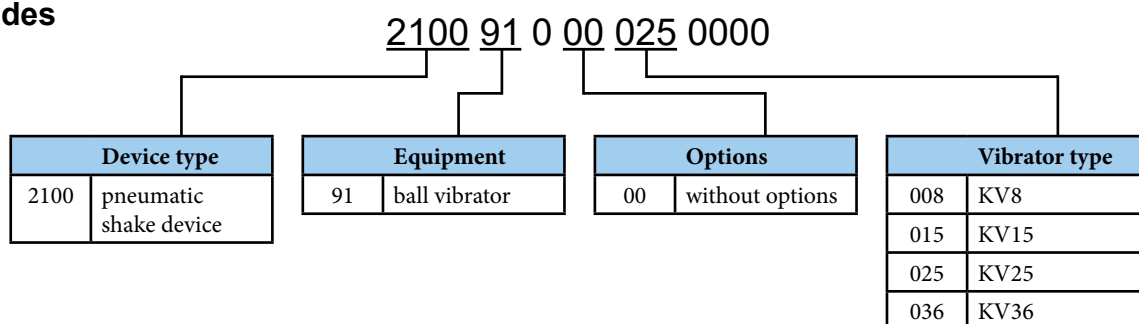 des
2100 91 0 00 025 0000
Device type
2100 pneumatic
shake device
Equipment
91 ball vibrator
Options
00 without options
Vibrator type
008 KV8
015 KV15
025 KV25
036 KV36